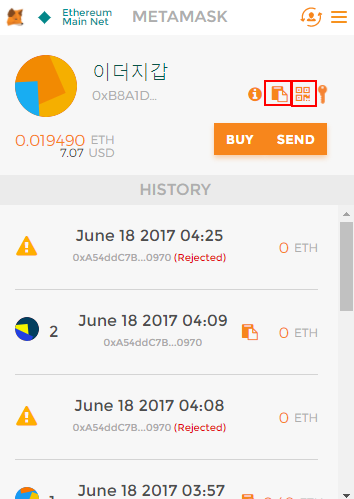 Ethereum
Main Net
METAMASK
이더지갑
0xB8A1D...
0.019490 ETH
7.07 USD
BUY
SEND
HISTORY
June 18 2017 04:25
0xA54ddC7B...0970 (Rejected)
0 ETH
2
June 18 2017 04:09
0xA54ddC7B...0970
0 ETH
June 18 2017 04:08
0xA54ddC7B...0970 (Rejected)
0 ETH
June 18 2017 03:57
ETH